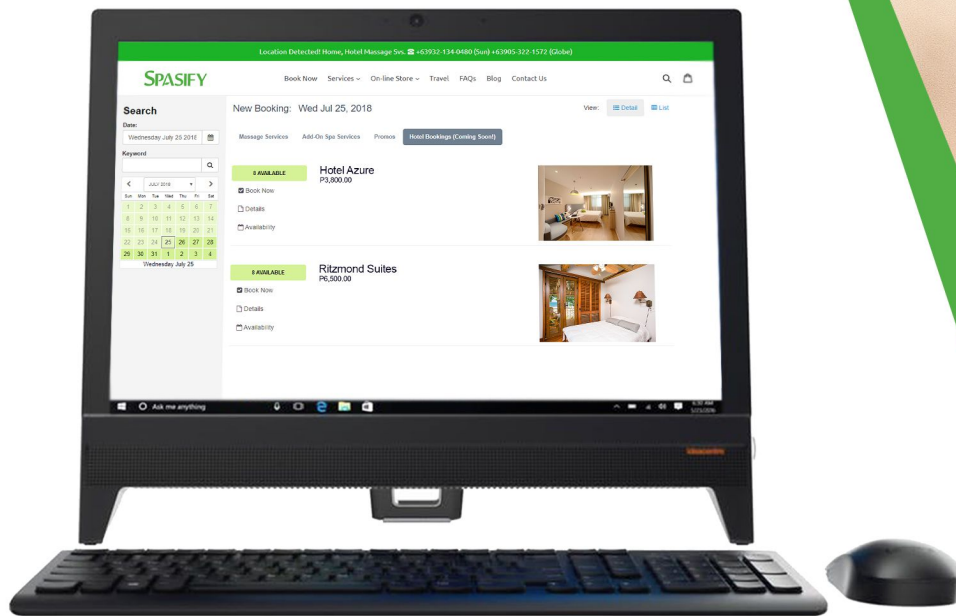 Location Detected! Home, Hotel Massage Svs. ☎ +63932-134-0480 (Sun) +63905-322-1572 (Globe)
SPASIFY
Book Now Services On-line Store Travel FAQs Blog Contact Us
Search
Date:
Wednesday July 25 2018
Keyword
JULY 2018
Sun Mon Tue Wed Thu Fri Sat
1 2 3 4 5 6 7
8 9 10 11 12 13 14
15 16 17 18 19 20 21
22 23 24 25 26 27 28
29 30 31 1 2 3 4
Wednesday July 25
New Booking: Wed Jul 25, 2018
View: Detail List
Massage Services Add-On Spa Services Promos Hotel Bookings (Coming Soon!)
8 AVAILABLE
Hotel Azure
P3,800.00
Book Now
Details
Availability
8 AVAILABLE
Ritzmond Suites
P6,500.00
Book Now
Details
Availability
Ask me anything
6:30 AM